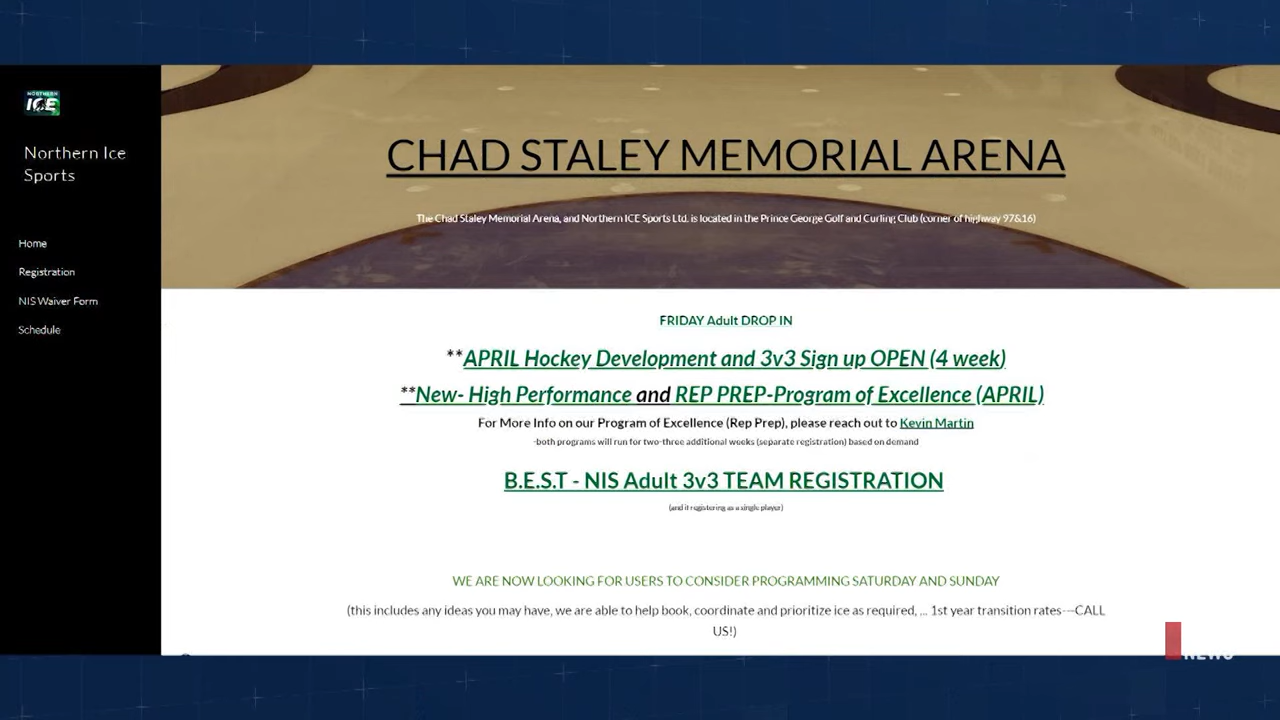 NORTHERN
ICE
Northern Ice
Sports
Home
Registration
NIS Waiver Form
Schedule
CHAD STALEY MEMORIAL ARENA
The Chad Staley Memorial Arena, and Northern ICE Sports Ltd. is located in the Prince George Golf and Curling Club (corner of highway 97&16)
FRIDAY Adult DROP IN
**APRIL Hockey Development and 3v3 Sign up OPEN (4 week)
**New- High Performance and REP PREP-Program of Excellence (APRIL)
For More Info on our Program of Excellence (Rep Prep), please reach out to Kevin Martin
-both programs will run for two-three additional weeks (separate registration) based on demand
B.E.S.T - NIS Adult 3v3 TEAM REGISTRATION
(and if registering as a single player)
WE ARE NOW LOOKING FOR USERS TO CONSIDER PROGRAMMING SATURDAY AND SUNDAY
(this includes any ideas you may have, we are able to help book, coordinate and prioritize ice as required, ... 1st year transition rates---CALL
US!)
NEWS